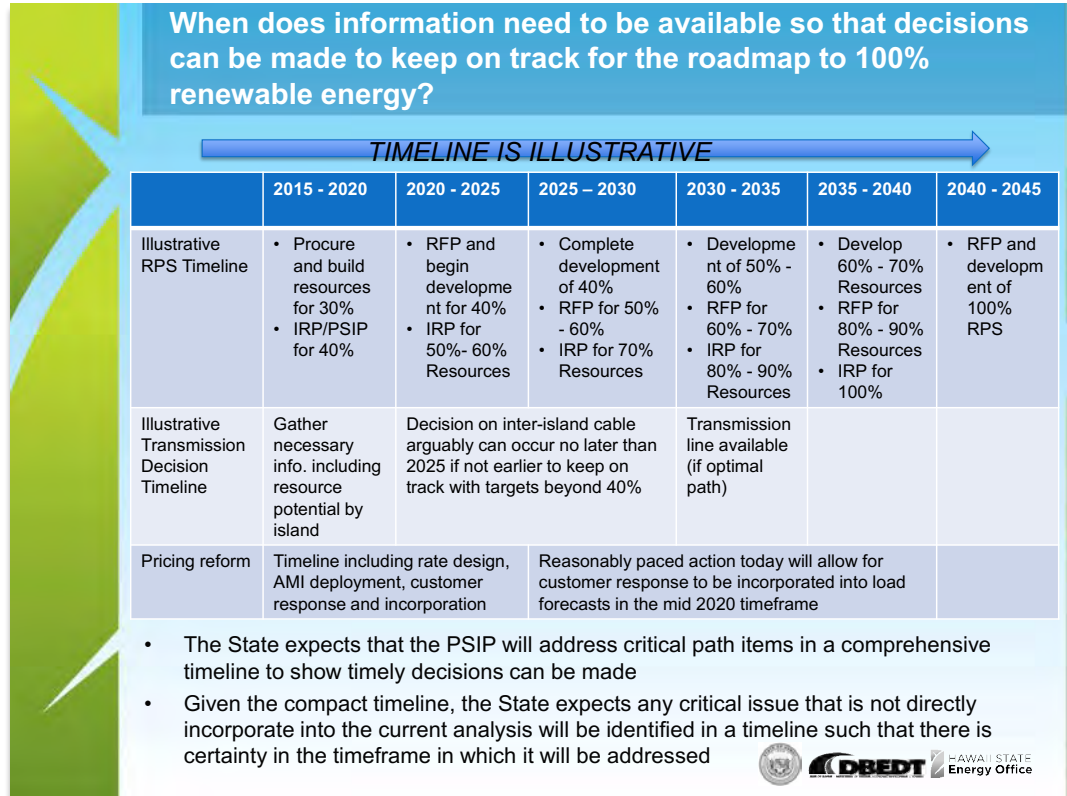 When does information need to be available so that decisions
can be made to keep on track for the roadmap to 100%
renewable energy?
TIMELINE IS ILLUSTRATIVE
2015 - 2020
2020 - 2025
2025 – 2030
2030 - 2035
2035 - 2040
2040 - 2045
Illustrative
RPS Timeline
• Procure
and build
resources
for 30%
• IRP/PSIP
for 40%
• RFP and
begin
developme
nt for 40%
• IRP for
50%- 60%
Resources
• Complete
development
of 40%
• RFP for 50%
- 60%
• IRP for 70%
Resources
• Developme
nt of 50% -
60%
• RFP for
60% - 70%
• IRP for
80% - 90%
Resources
• Develop
60% - 70%
Resources
• RFP for
80% - 90%
Resources
• IRP for
100%
• RFP and
developm
ent of
100%
RPS
Illustrative
Transmission
Decision
Timeline
Gather
necessary
info. including
resource
potential by
island
Decision on inter-island cable
arguably can occur no later than
2025 if not earlier to keep on
track with targets beyond 40%
Transmission
line available
(if optimal
path)
Pricing reform
Timeline including rate design,
AMI deployment, customer
response and incorporation
Reasonably paced action today will allow for
customer response to be incorporated into load
forecasts in the mid 2020 timeframe
• The State expects that the PSIP will address critical path items in a comprehensive
timeline to show timely decisions can be made
• Given the compact timeline, the State expects any critical issue that is not directly
incorporate into the current analysis will be identified in a timeline such that there is
certainty in the timeframe in which it will be addressed
DBEDT
HAWAII STATE
Energy Office